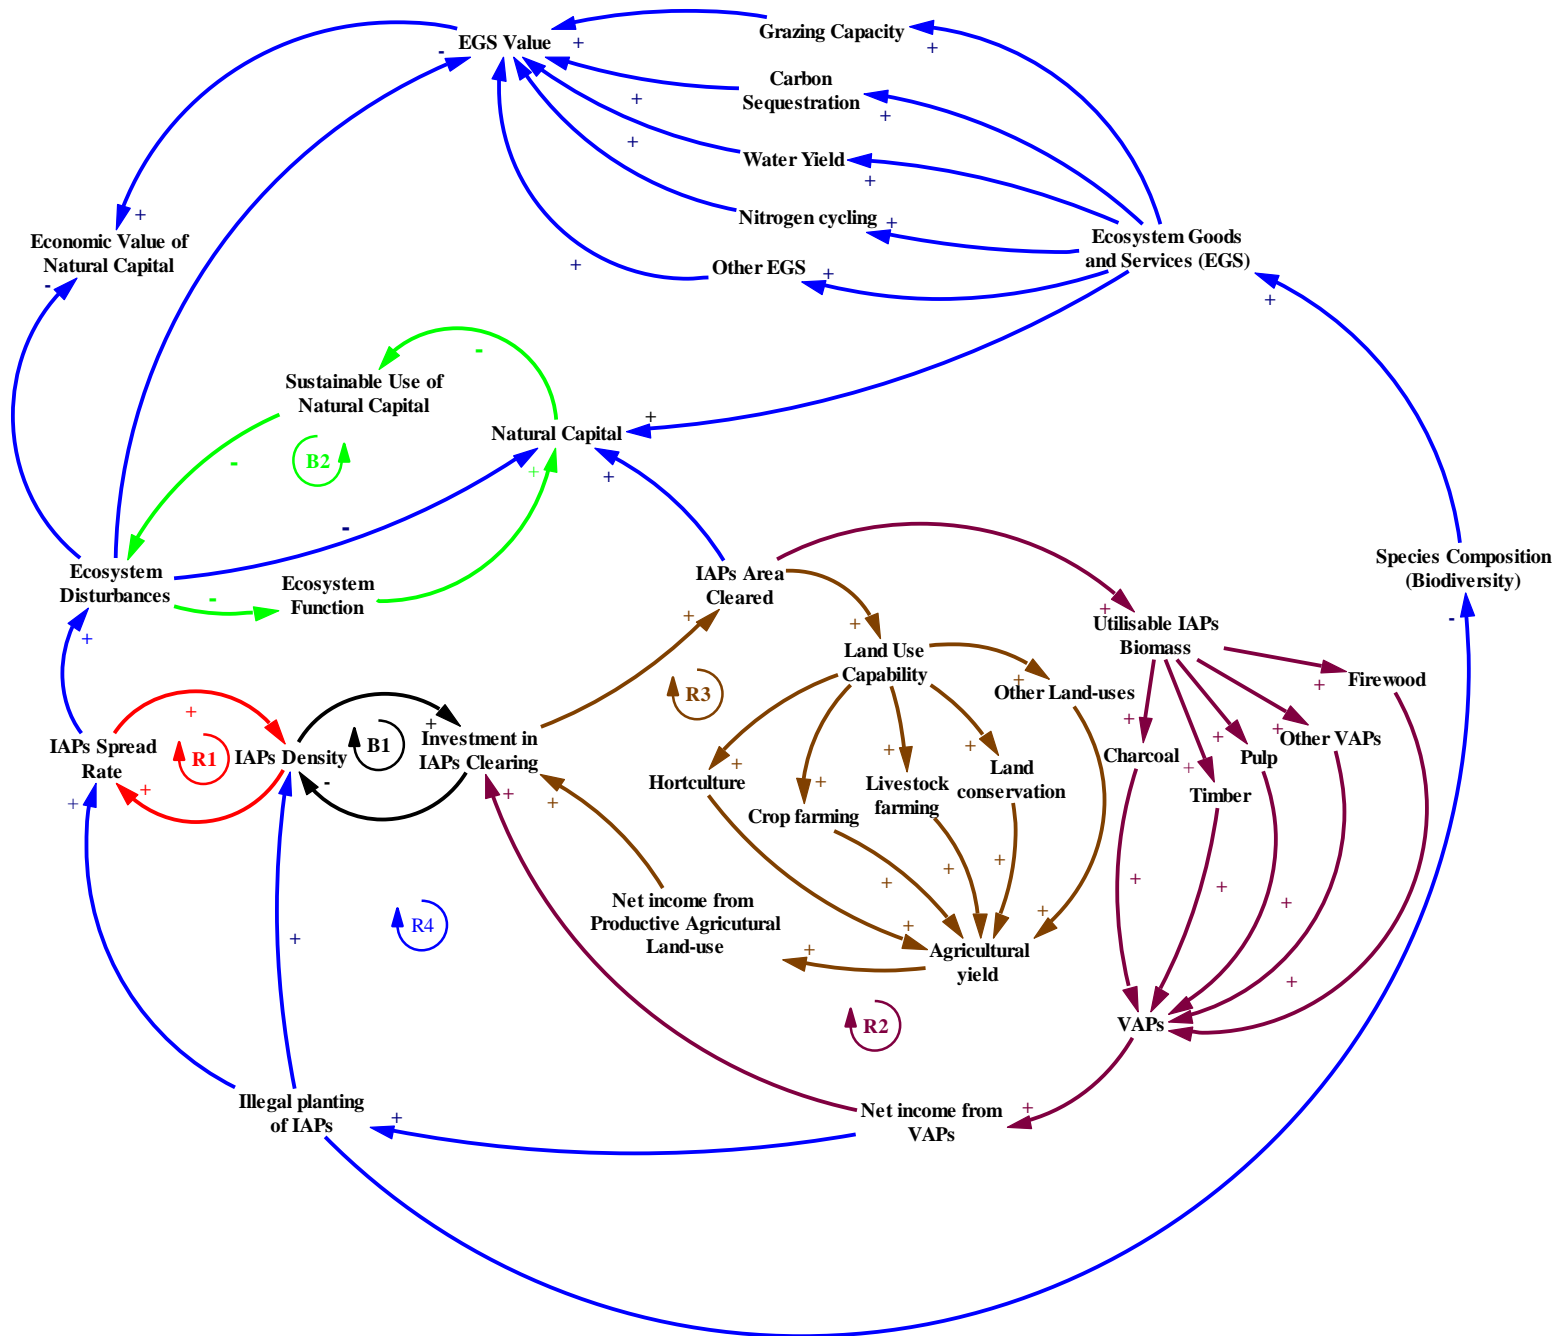 Grazing Capacity
EGS Value
+
+
-
Carbon
Sequestration
+
+
+
Water Yield
+
+
Economic Value of
Natural Capital
-
Nitrogen cycling
+
Ecosystem Goods
and Services (EGS)
Other EGS
+
+
+
Sustainable Use of
Natural Capital
-
-
B2
Natural Capital
+
+
+
-
Ecosystem
Disturbances
-
Ecosystem
Function
IAPs Area
Cleared
+
Species Composition
(Biodiversity)
-
+
+
Utilisable IAPs
Biomass
+
Land Use
Capability
+
Other Land-uses
+
R3
Firewood
+
IAPs Spread
Rate
+
R1
+
+
IAPs Density
B1
-
+
Investment in
IAPs Clearing
+
+
Hortculture
+
Crop farming
+
Livestock
farming
+
Land
conservation
+
Charcoal
+
Timber
+
Pulp
+
Other VAPs
+
Net income from
Productive Agricutural
Land-use
+
+
+
+
+
+
Agricultural
yield
+
+
+
+
+
R4
+
R2
VAPs
Illegal planting
of IAPs
+
Net income from
VAPs
+